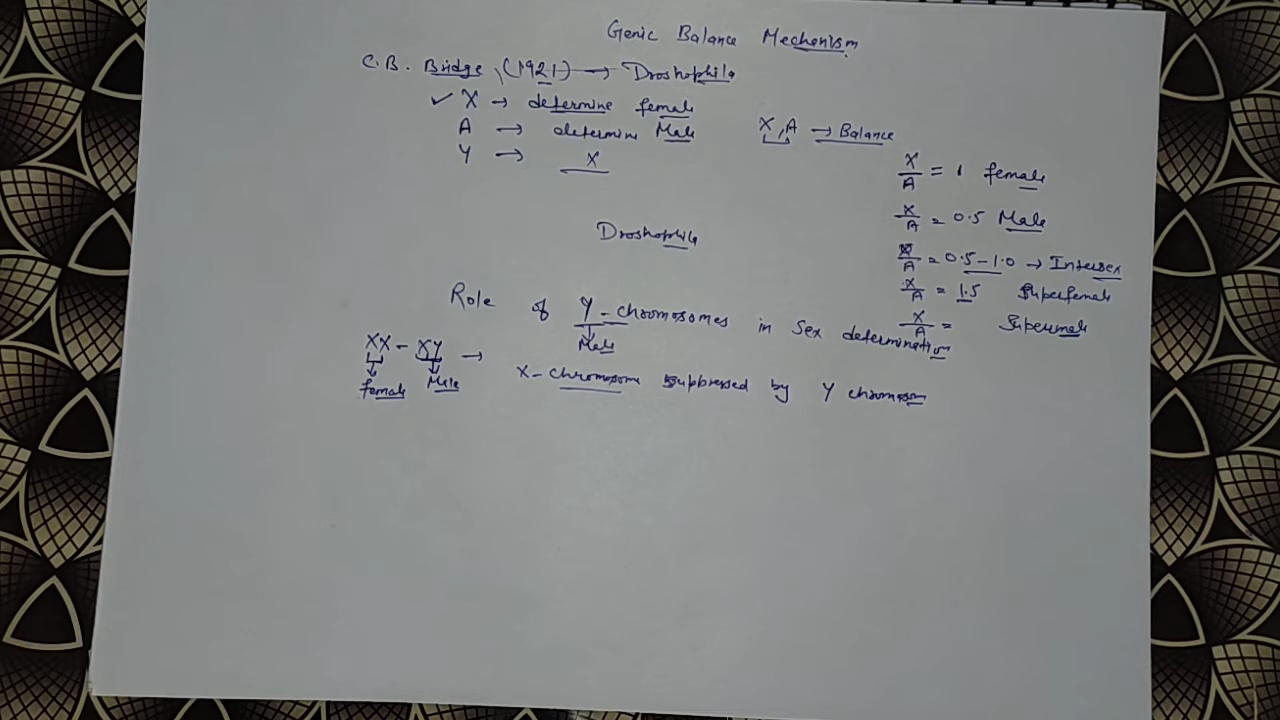 Genic Balance Mechanism
C.B. Bridge (1921) → Droshophila
✓ X → determine female
A → determine Male
X, A → Balance
Y → X
X/A = 1 female
X/A = 0.5 Male
X/A = 0.5-1.0 → Intersex
X/A = 1.5 Superfemale
X/A = Supermale
Droshophila
Role of Y-chromosomes in Sex determination
Male
XX - XY →
female Male
X-chromosome suppressed by Y chromosom